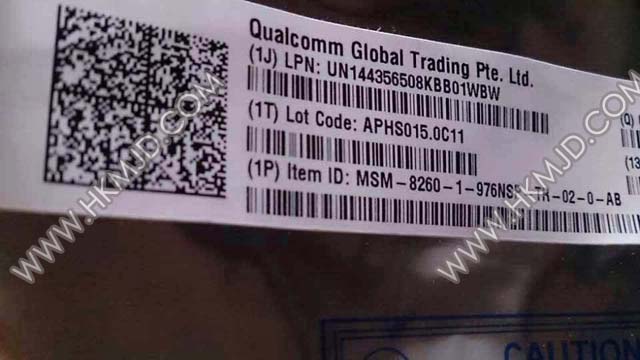 Qualcomm Global Trading Pte. Ltd.
(1J) LPN: UN144356508KBB01WBW
(Q)
(1T) Lot Code: APHS015.0C11
(13
(1P) Item ID: MSM-8260-1-976NSP-TR-02-0-AB
CAUTION
WWW.HKMJD.COM
WWW.HKMJD.COM
WWW.HKMJD.COM